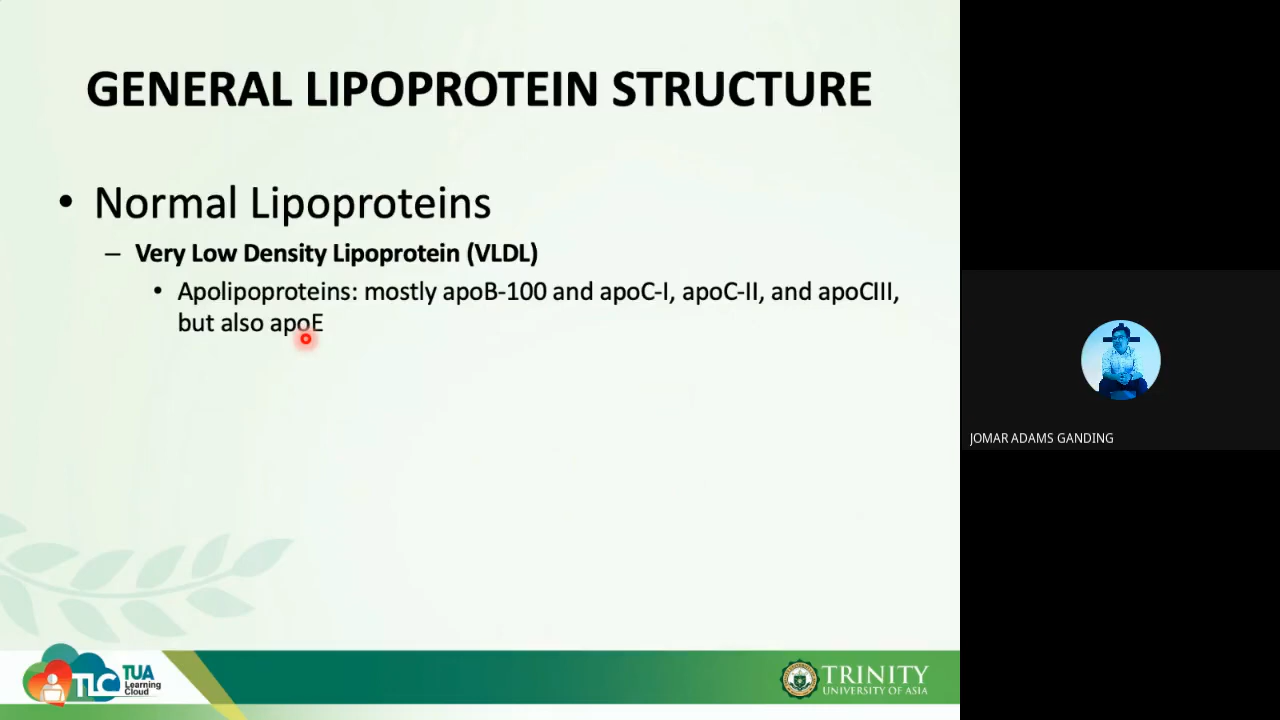 GENERAL LIPOPROTEIN STRUCTURE
• Normal Lipoproteins
– Very Low Density Lipoprotein (VLDL)
• Apolipoproteins: mostly apoB-100 and apoC-I, apoC-II, and apoCIII,
but also apoE
JOMAR ADAMS GANDING
TLC
TUA
Learning
Cloud
TRINITY
UNIVERSITY OF ASIA